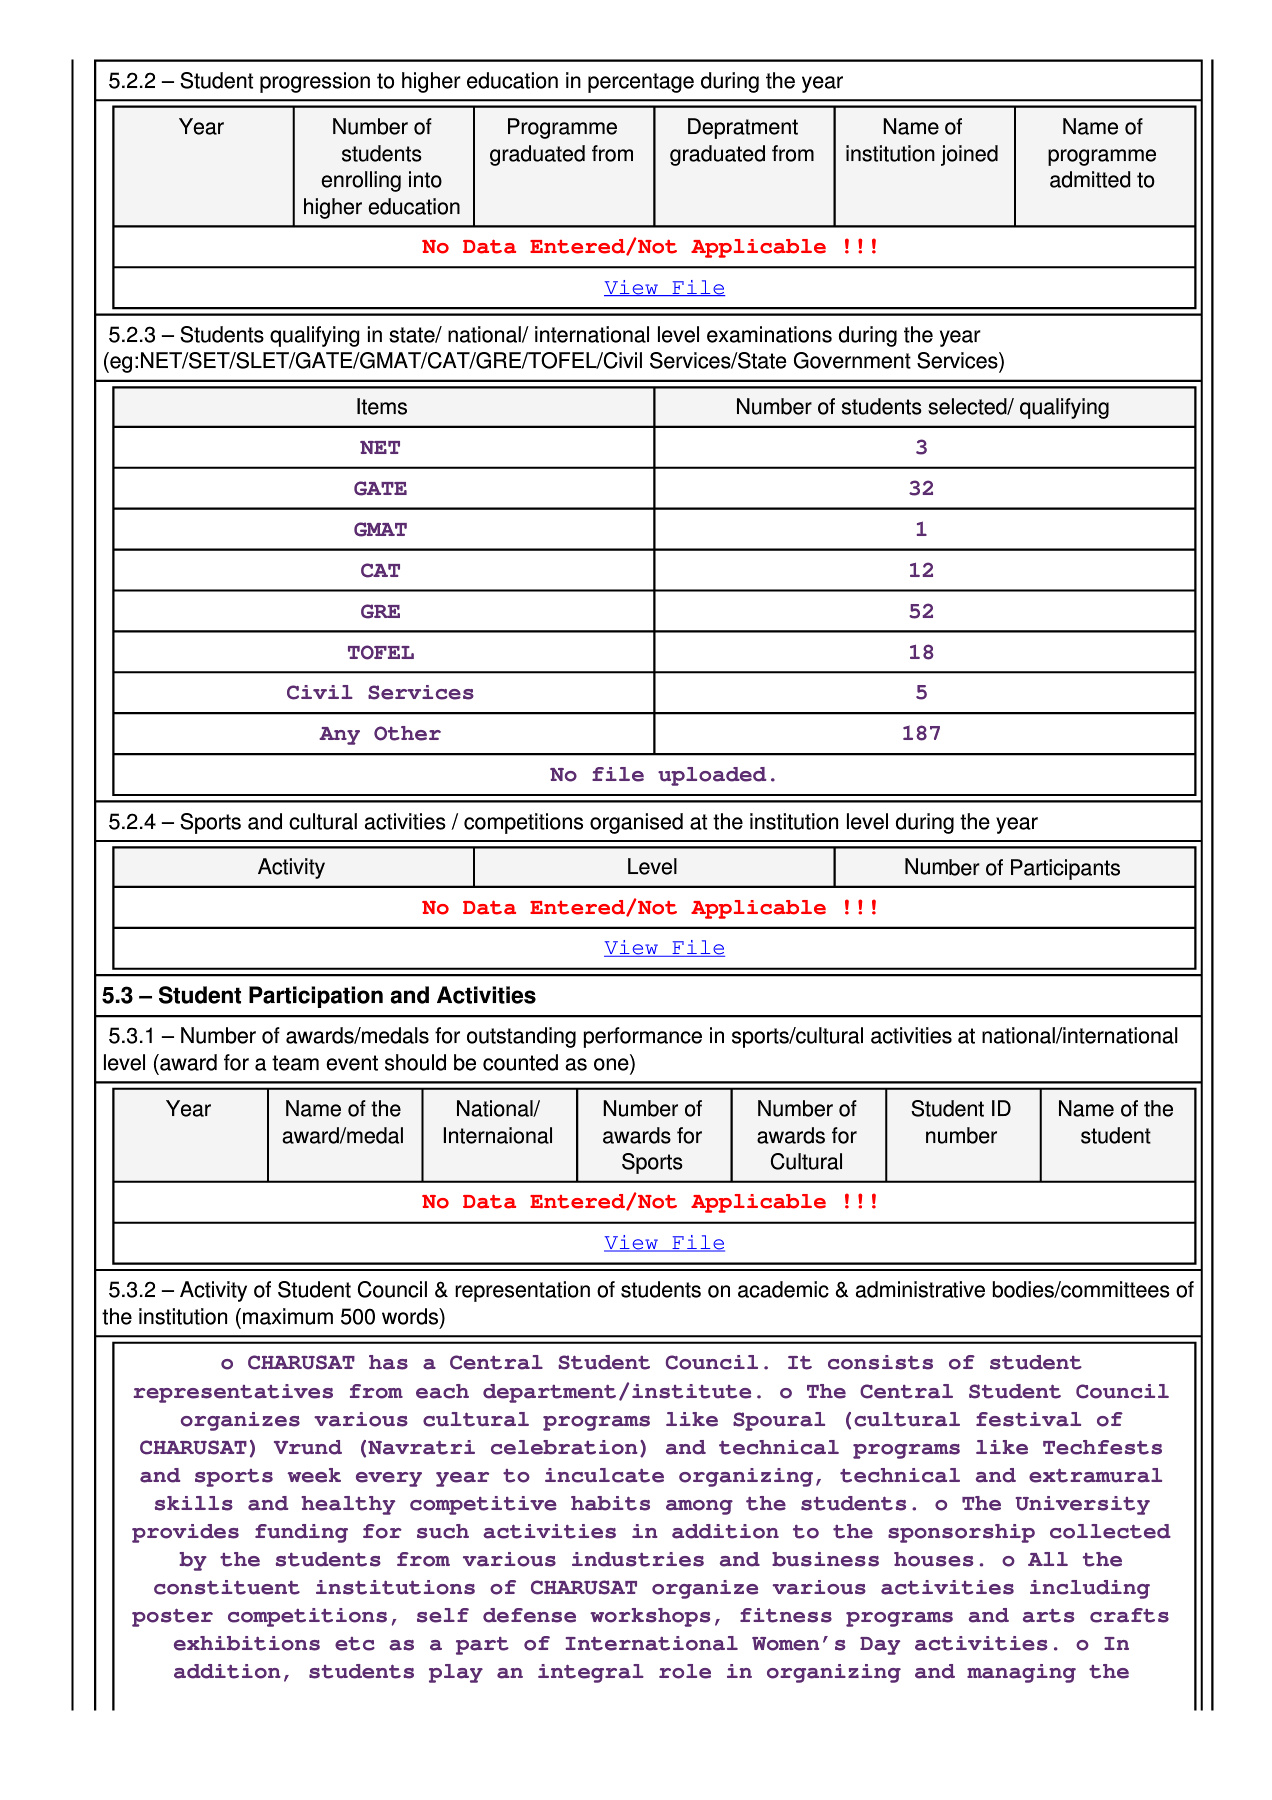 5.2.2 – Student progression to higher education in percentage during the year
Year
Number of
students
enrolling into
higher education
Programme
graduated from
Depratment
graduated from
Name of
institution joined
Name of
programme
admitted to
No Data Entered/Not Applicable !!!
View File
5.2.3 – Students qualifying in state/ national/ international level examinations during the year
(eg:NET/SET/SLET/GATE/GMAT/CAT/GRE/TOFEL/Civil Services/State Government Services)
Items
Number of students selected/ qualifying
NET
3
GATE
32
GMAT
1
CAT
12
GRE
52
TOFEL
18
Civil Services
5
Any Other
187
No file uploaded.
5.2.4 – Sports and cultural activities / competitions organised at the institution level during the year
Activity
Level
Number of Participants
No Data Entered/Not Applicable !!!
View File
5.3 – Student Participation and Activities
5.3.1 – Number of awards/medals for outstanding performance in sports/cultural activities at national/international
level (award for a team event should be counted as one)
Year
Name of the
award/medal
National/
Internaional
Number of
awards for
Sports
Number of
awards for
Cultural
Student ID
number
Name of the
student
No Data Entered/Not Applicable !!!
View File
5.3.2 – Activity of Student Council & representation of students on academic & administrative bodies/committees of
the institution (maximum 500 words)
o CHARUSAT has a Central Student Council. It consists of student
representatives from each department/institute. o The Central Student Council
organizes various cultural programs like Spoural (cultural festival of
CHARUSAT) Vrund (Navratri celebration) and technical programs like Techfests
and sports week every year to inculcate organizing, technical and extramural
skills and healthy competitive habits among the students. o The University
provides funding for such activities in addition to the sponsorship collected
by the students from various industries and business houses. o All the
constituent institutions of CHARUSAT organize various activities including
poster competitions, self defense workshops, fitness programs and arts crafts
exhibitions etc as a part of International Women’s Day activities. o In
addition, students play an integral role in organizing and managing the